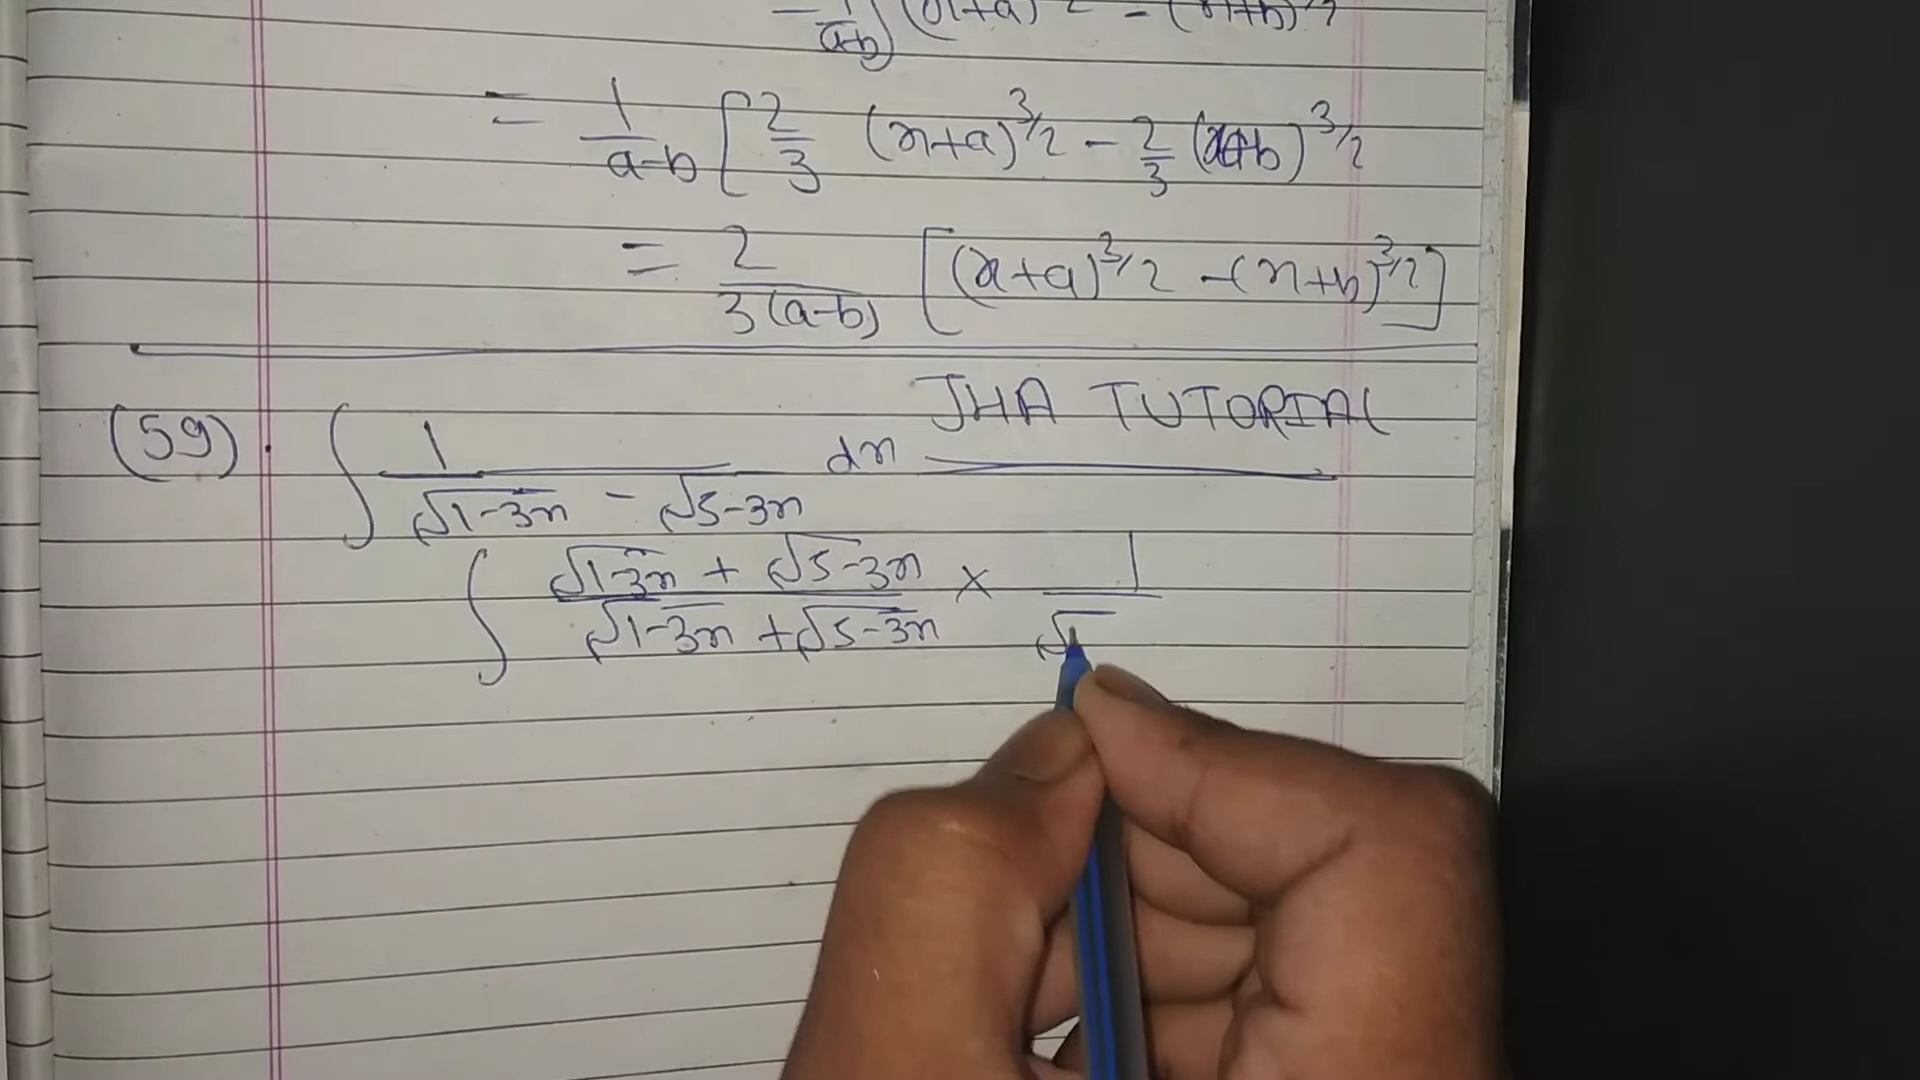 = 1/(a-b) [ 2/3 (x+a)^3/2 - 2/3 (x+b)^3/2
= 2/3(a-b) [(x+a)^3/2 - (x+b)^3/2]
JHA TUTORIAL
(59). ∫ 1/(√1-3x - √5-3x) dx
∫ (√1-3x + √5-3x)/(√1-3x + √5-3x) × 1/√